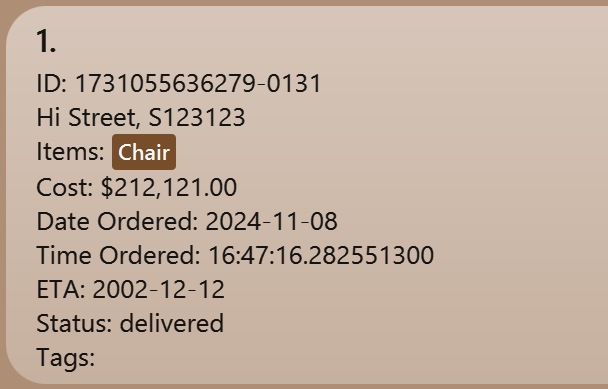 1.
ID: 1731055636279-0131
Hi Street, S123123
Items: Chair
Cost: $212,121.00
Date Ordered: 2024-11-08
Time Ordered: 16:47:16.282551300
ETA: 2002-12-12
Status: delivered
Tags: